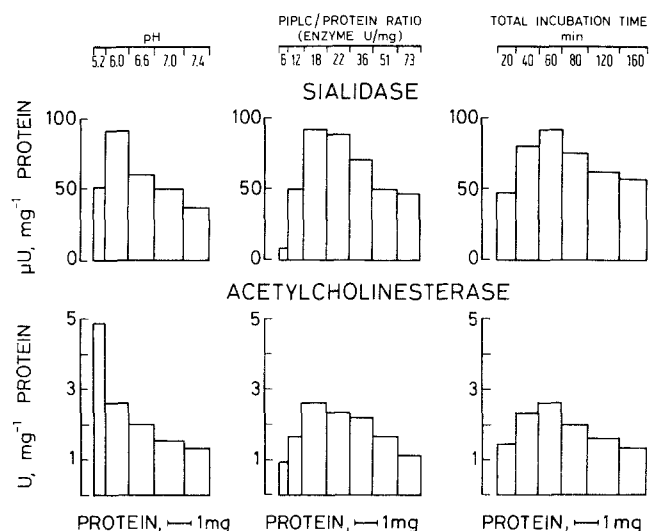 pH
5.2 6.0 6.6 7.0 7.4
PIPLC/PROTEIN RATIO
(ENZYME U/mg)
6 12 18 22 36 51 73
TOTAL INCUBATION TIME
min
20 40 60 80 120 160
SIALIDASE
µU, mg⁻¹ PROTEIN
100
50
0
100
50
0
100
50
0
ACETYLCHOLINESTERASE
U, mg⁻¹ PROTEIN
5
3
1
5
3
1
5
3
1
PROTEIN, 1mg
PROTEIN, 1mg
PROTEIN, 1mg